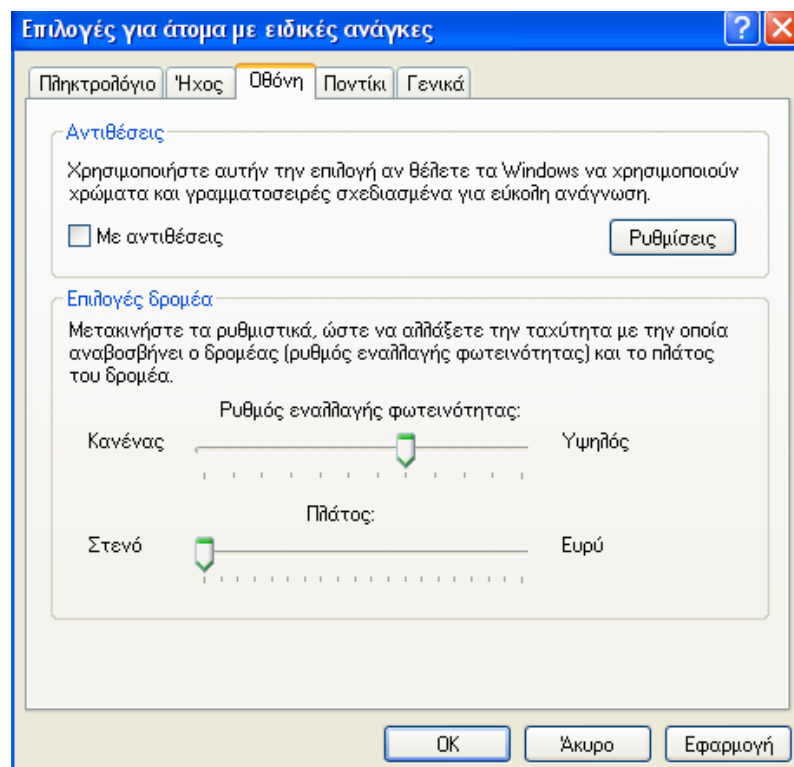 Επιλογές για άτομα με ειδικές ανάγκες
Πληκτρολόγιο Ήχος Οθόνη Ποντίκι Γενικά
Αντιθέσεις
Χρησιμοποιήστε αυτήν την επιλογή αν θέλετε τα Windows να χρησιμοποιούν
χρώματα και γραμματοσειρές σχεδιασμένα για εύκολη ανάγνωση.
Με αντιθέσεις Ρυθμίσεις
Επιλογές δρομέα
Μετακινήστε τα ρυθμιστικά, ώστε να αλλάξετε την ταχύτητα με την οποία
αναβοσβήνει ο δρομέας (ρυθμός εναλλαγής φωτεινότητας) και το πλάτος
του δρομέα.
Ρυθμός εναλλαγής φωτεινότητας:
Κανένας Υψηλός
Πλάτος:
Στενό Ευρύ
OK Άκυρο Εφαρμογή